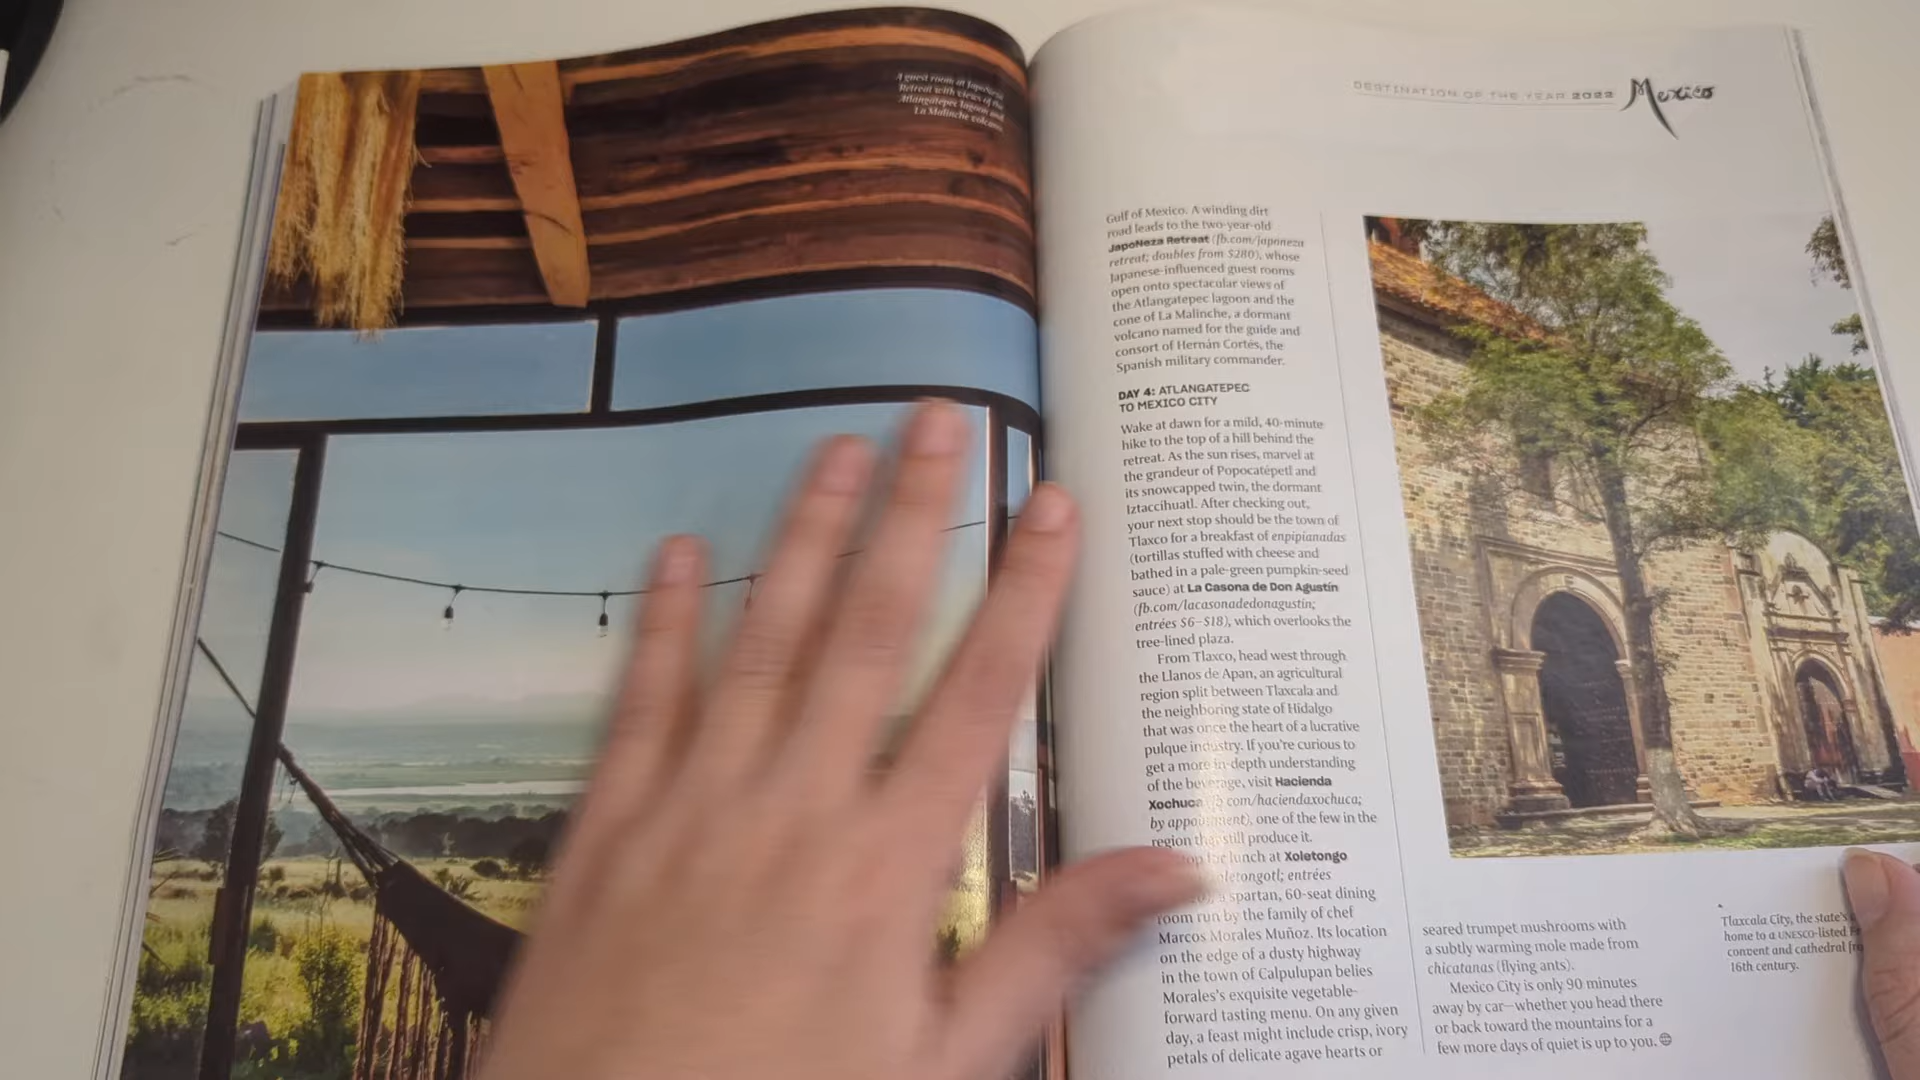 A guest room at JapoNeza
Retreat with views of the
Atlangatepec lagoon and
La Malinche volcano.
DESTINATION OF THE YEAR 2022 Mexico
Gulf of Mexico. A winding dirt
road leads to the two-year-old
JapoNeza Retreat (fb.com/japoneza
retreat; doubles from $280), whose
Japanese-influenced guest rooms
open onto spectacular views of
the Atlangatepec lagoon and the
cone of La Malinche, a dormant
volcano named for the guide and
consort of Hernán Cortés, the
Spanish military commander.
DAY 4: ATLANGATEPEC
TO MEXICO CITY
Wake at dawn for a mild, 40-minute
hike to the top of a hill behind the
retreat. As the sun rises, marvel at
the grandeur of Popocatépetl and
its snowcapped twin, the dormant
Iztaccihuatl. After checking out,
your next stop should be the town of
Tlaxco for a breakfast of enpipianadas
(tortillas stuffed with cheese and
bathed in a pale-green pumpkin-seed
sauce) at La Casona de Don Agustín
(fb.com/lacasonadedonagustin;
entrées $6–$18), which overlooks the
tree-lined plaza.
From Tlaxco, head west through
the Llanos de Apan, an agricultural
region split between Tlaxcala and
the neighboring state of Hidalgo
that was once the heart of a lucrative
pulque industry. If you're curious to
get a more in-depth understanding
of the beverage, visit Hacienda
Xochuca (fb.com/haciendaxochuca;
by appointment), one of the few in the
region that still produce it.
lunch at Xoletongo
entrées
a spartan, 60-seat dining
room run by the family of chef
Marcos Morales Muñoz. Its location
on the edge of a dusty highway
in the town of Calpulupan belies
Morales's exquisite vegetable-
forward tasting menu. On any given
day, a feast might include crisp, ivory
petals of delicate agave hearts or
seared trumpet mushrooms with
a subtly warming mole made from
chicatanas (flying ants).
Mexico City is only 90 minutes
away by car—whether you head there
or back toward the mountains for a
few more days of quiet is up to you.
Tlaxcala City, the state's
home to a UNESCO-listed
convent and cathedral
16th century.